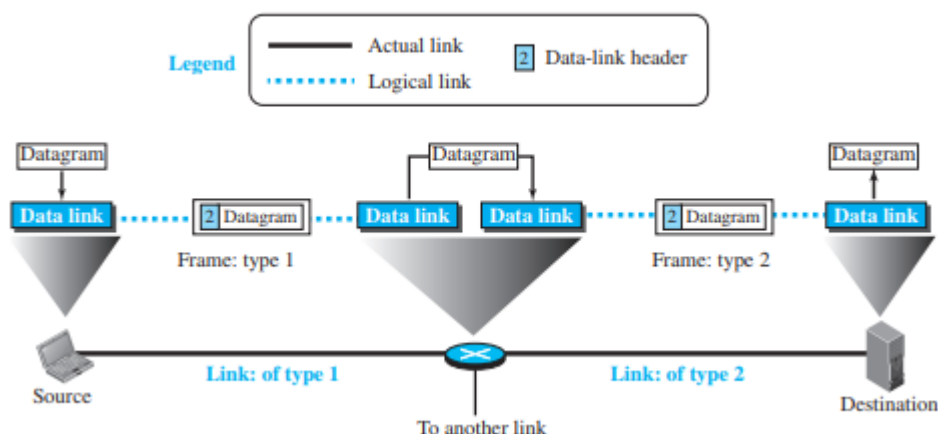 Legend
Actual link
Logical link
2 Data-link header
Datagram
Datagram
Datagram
Data link
2 Datagram
Data link
Data link
2 Datagram
Data link
Frame: type 1
Frame: type 2
Link: of type 1
Link: of type 2
Source
Destination
To another link